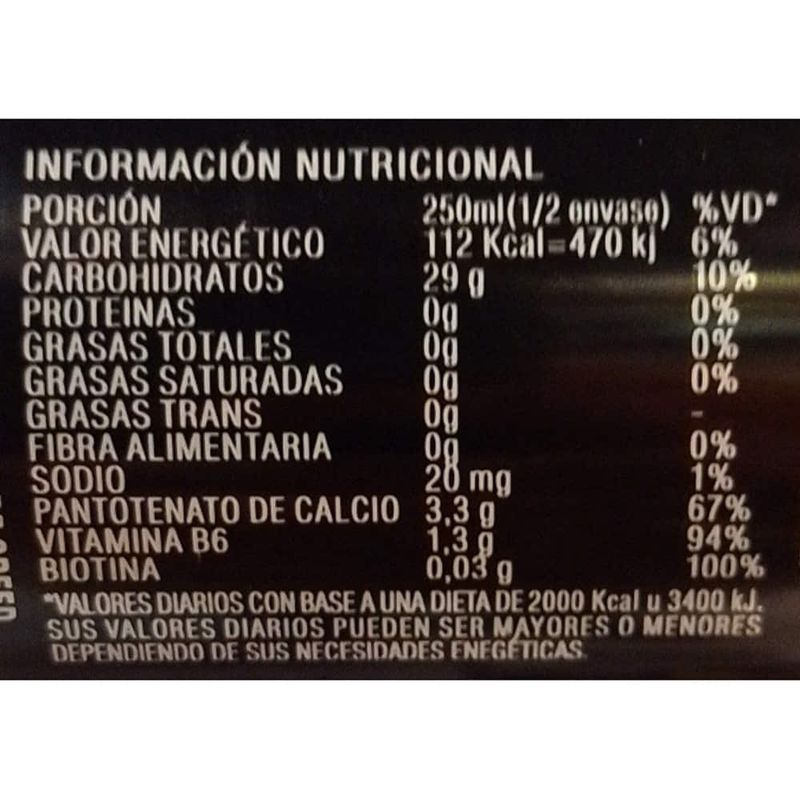 INFORMACIÓN NUTRICIONAL
PORCIÓN 250ml(1/2 envase) %VD*
VALOR ENERGÉTICO 112 Kcal=470 kj 6%
CARBOHIDRATOS 29 g 10%
PROTEINAS 0g 0%
GRASAS TOTALES 0g 0%
GRASAS SATURADAS 0g 0%
GRASAS TRANS 0g -
FIBRA ALIMENTARIA 0g 0%
SODIO 20 mg 1%
PANTOTENATO DE CALCIO 3,3 g 67%
VITAMINA B6 1,3 g 94%
BIOTINA 0,03 g 100%
*VALORES DIARIOS CON BASE A UNA DIETA DE 2000 Kcal u 3400 kJ.
SUS VALORES DIARIOS PUEDEN SER MAYORES O MENORES
DEPENDIENDO DE SUS NECESIDADES ENEGÉTICAS.